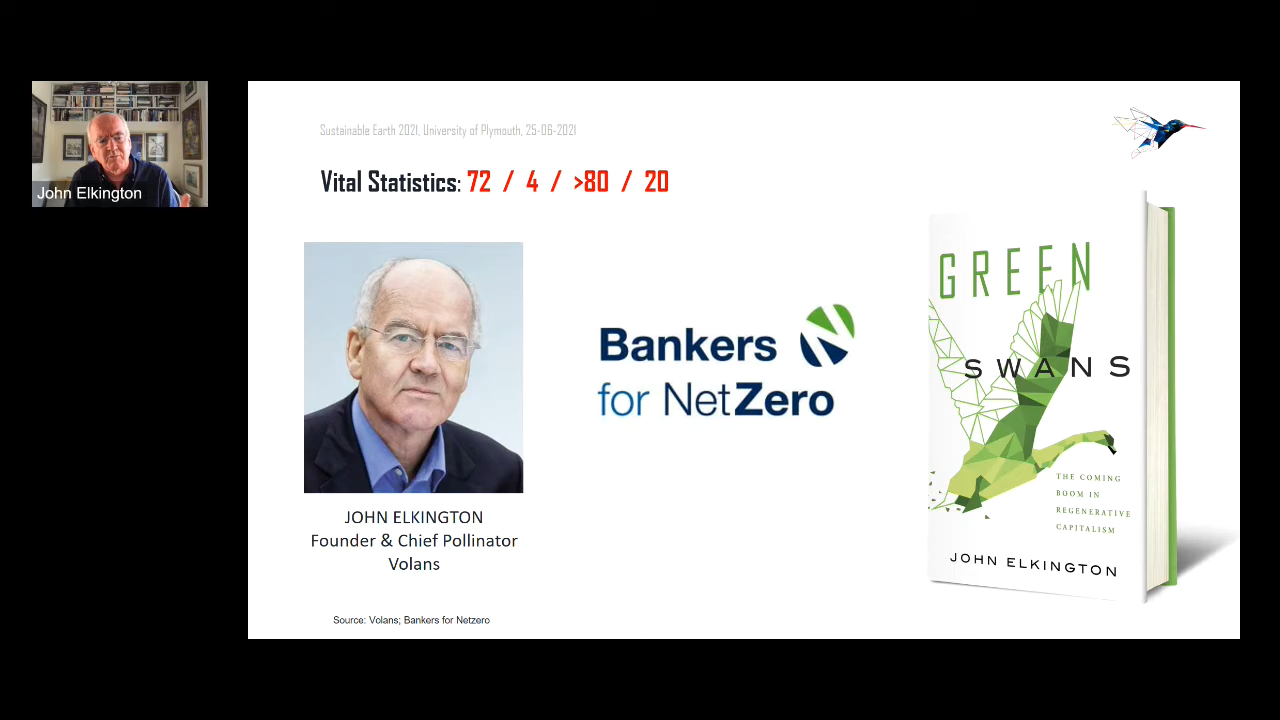 John Elkington
Sustainable Earth 2021, University of Plymouth, 25-06-2021
Vital Statistics: 72 / 4 / >80 / 20
JOHN ELKINGTON
Founder & Chief Pollinator
Volans
Bankers
for NetZero
GREEN
SWANS
THE COMING
BOOM IN
REGENERATIVE
CAPITALISM
JOHN ELKINGTON
Source: Volans; Bankers for Netzero